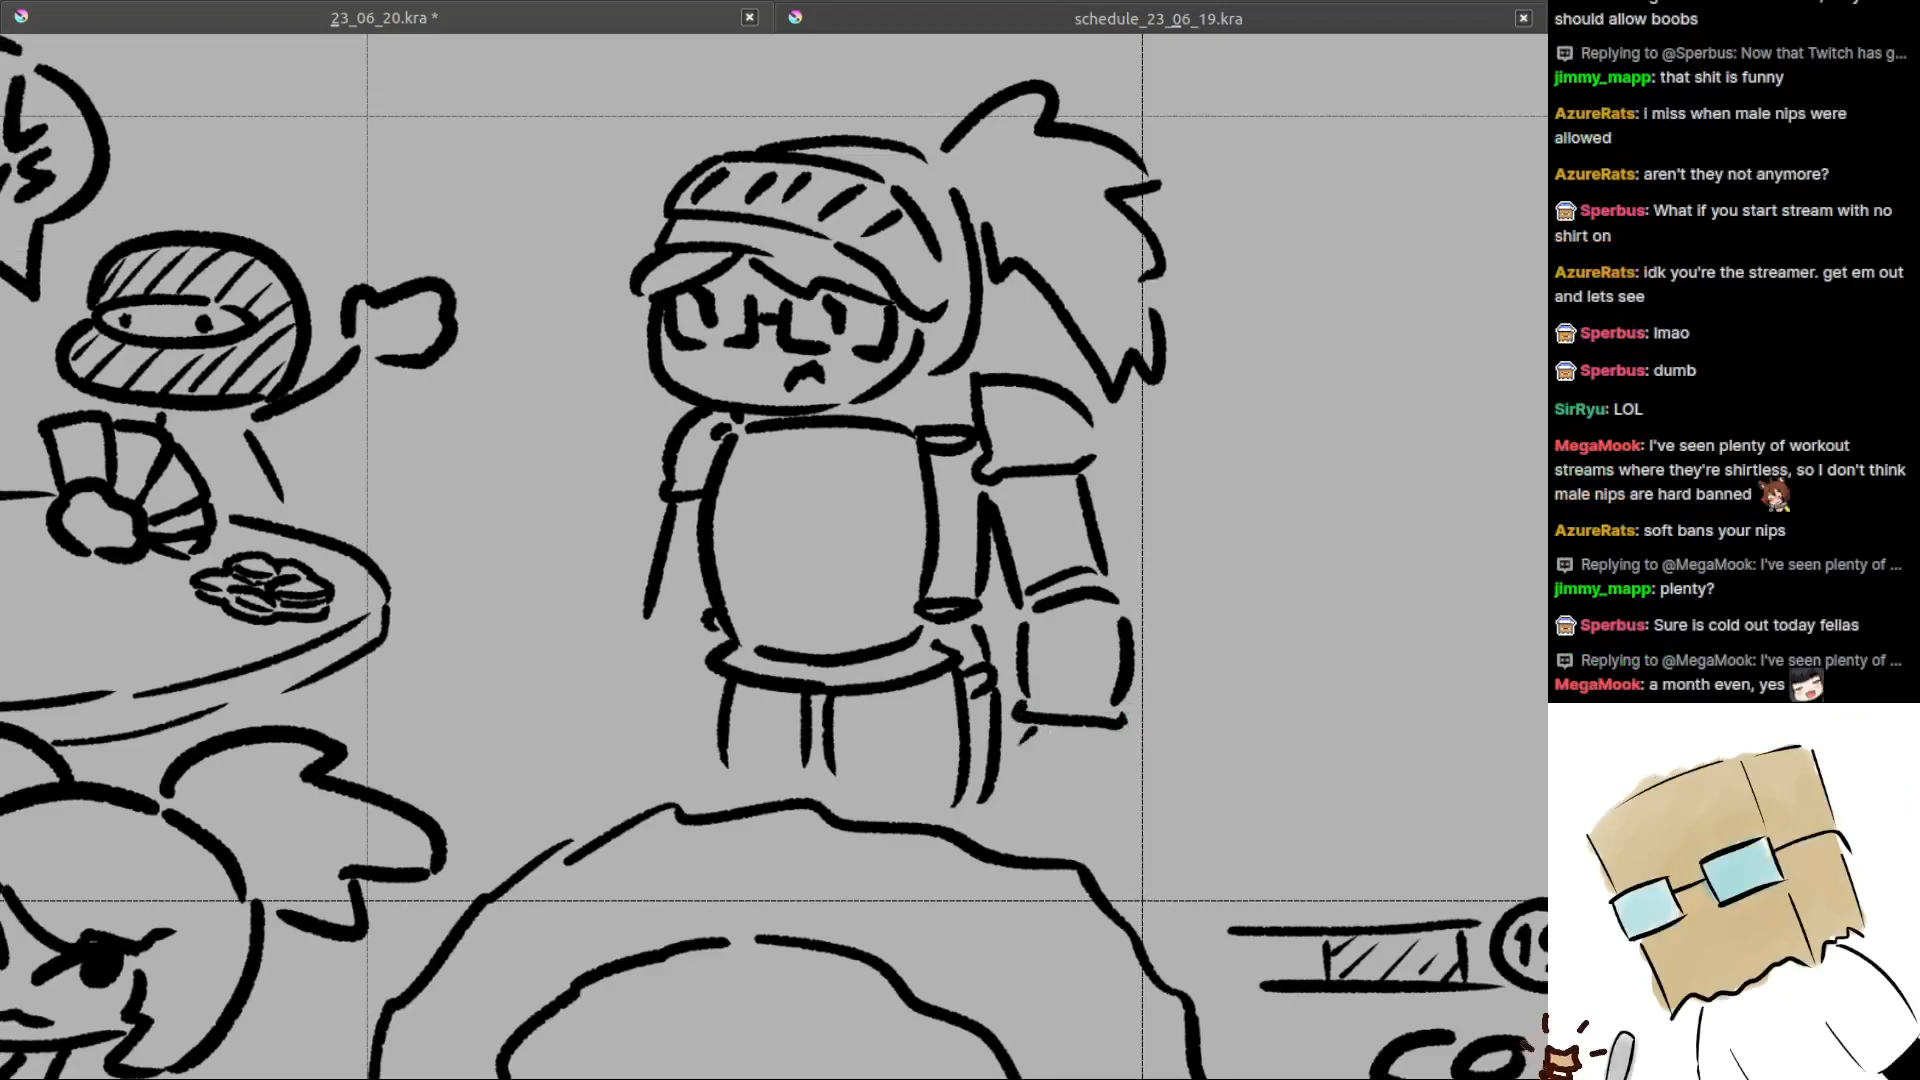 23_06_20.kra *
schedule_23_06_19.kra
should allow boobs
Replying to @Sperbus: Now that Twitch has g...
jimmy_mapp: that shit is funny
AzureRats: i miss when male nips were
allowed
AzureRats: aren't they not anymore?
Sperbus: What if you start stream with no
shirt on
AzureRats: idk you're the streamer. get em out
and lets see
Sperbus: lmao
Sperbus: dumb
SirRyu: LOL
MegaMook: I've seen plenty of workout
streams where they're shirtless, so I don't think
male nips are hard banned
AzureRats: soft bans your nips
Replying to @MegaMook: I've seen plenty of ...
jimmy_mapp: plenty?
Sperbus: Sure is cold out today fellas
Replying to @MegaMook: I've seen plenty of ...
MegaMook: a month even, yes